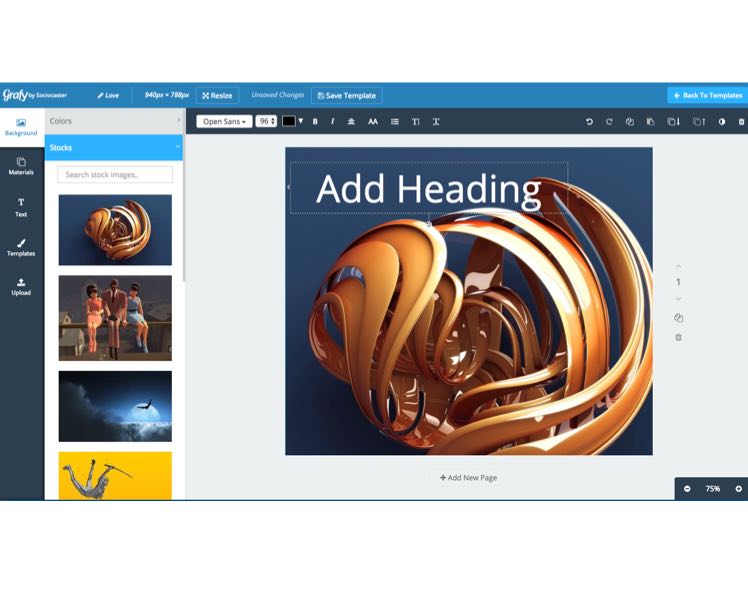 Grafy by Sociocaster
Love
940px × 788px
Resize
Unsaved Changes
Save Template
Back To Templates
Background
Materials
Text
Templates
Upload
Colors
Stocks
Search stock images..
Open Sans
96
B
I
AA
T
Add Heading
1
+ Add New Page
75%